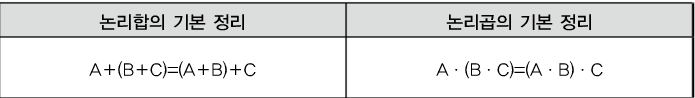 논리합의 기본 정리
논리곱의 기본 정리
A+(B+C)=(A+B)+C
A · (B · C)=(A · B) · C